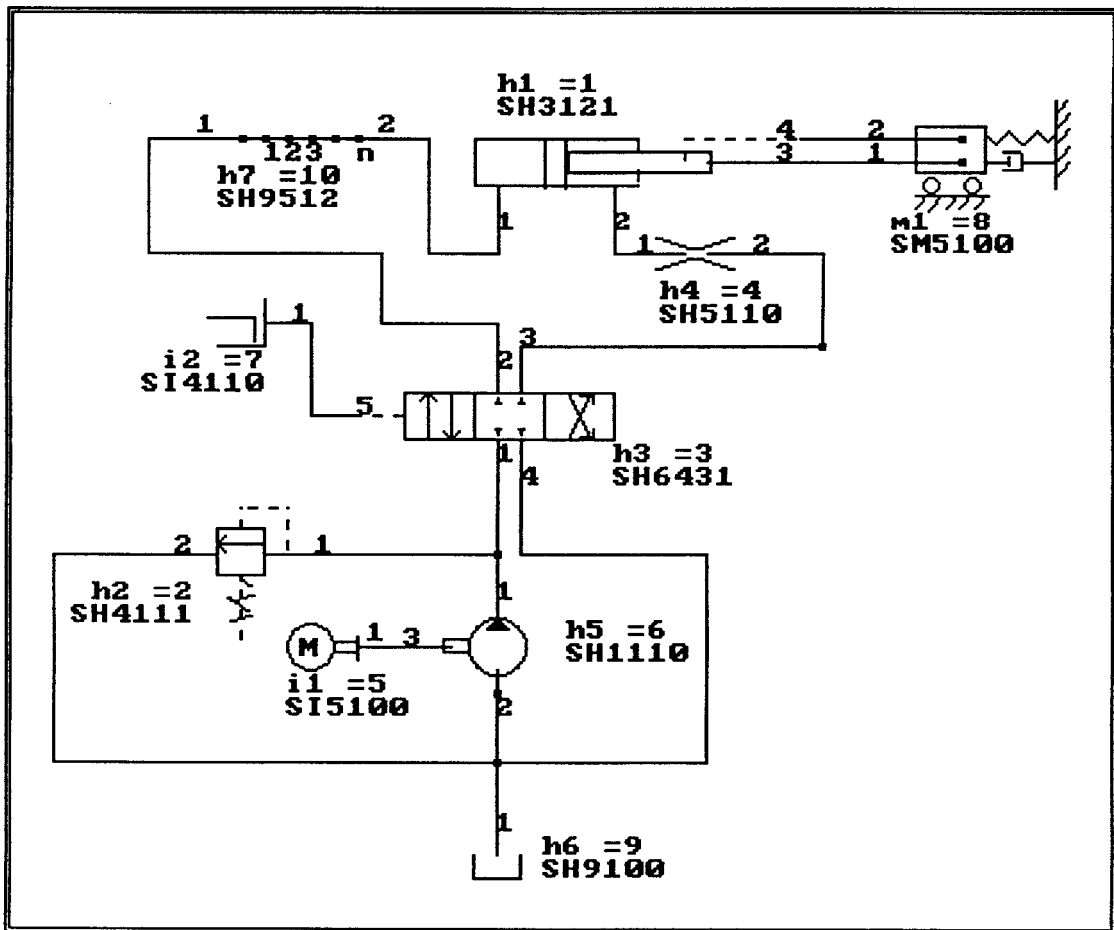 h1 =1
SH3121
1
2
4
2
123
n
3
1
h7 =10
SH9512
1
2
m1 =8
SM5100
1
2
h4 =4
SH5110
1
3
2
i2 =7
SI4110
5
h3 =3
SH6431
1
4
2
1
h2 =2
SH4111
1
h5 =6
SH1110
1
3
M
i1 =5
SI5100
2
1
h6 =9
SH9100